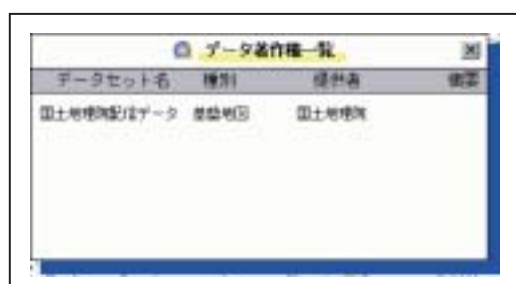 データ著作権一覧
データセット名 種別 提供者 概要
国土地理院配信データ 基盤地図 国土地理院